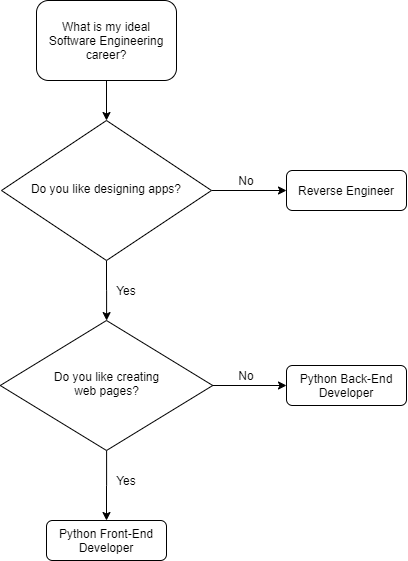 What is my ideal
Software Engineering
career?
Do you like designing apps?
No
Reverse Engineer
Yes
Do you like creating
web pages?
No
Python Back-End
Developer
Yes
Python Front-End
Developer